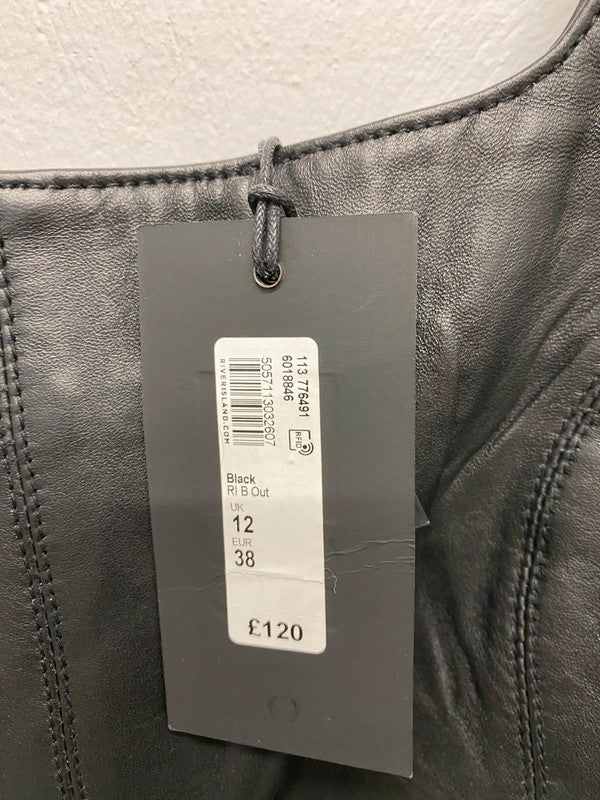 113 776491
6018846
RFID
5057113032607
RIVERISLAND.COM
Black
RI B Out
UK
12
EUR
38
£120